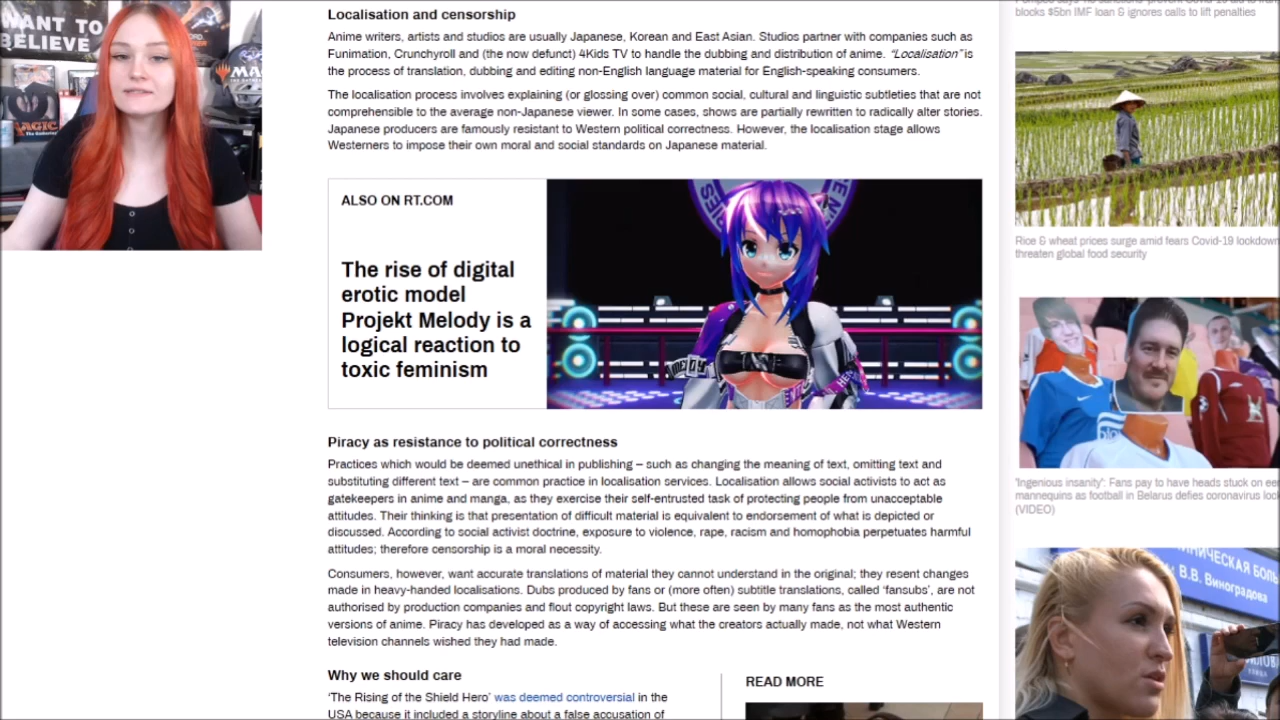 WANT TO
BELIEVE
MAGIC
The Gathering
MA
Localisation and censorship
Anime writers, artists and studios are usually Japanese, Korean and East Asian. Studios partner with companies such as
Funimation, Crunchyroll and (the now defunct) 4Kids TV to handle the dubbing and distribution of anime. “Localisation” is
the process of translation, dubbing and editing non-English language material for English-speaking consumers.
The localisation process involves explaining (or glossing over) common social, cultural and linguistic subtleties that are not
comprehensible to the average non-Japanese viewer. In some cases, shows are partially rewritten to radically alter stories.
Japanese producers are famously resistant to Western political correctness. However, the localisation stage allows
Westerners to impose their own moral and social standards on Japanese material.
ALSO ON RT.COM
The rise of digital
erotic model
Projekt Melody is a
logical reaction to
toxic feminism
Piracy as resistance to political correctness
Practices which would be deemed unethical in publishing – such as changing the meaning of text, omitting text and
substituting different text – are common practice in localisation services. Localisation allows social activists to act as
gatekeepers in anime and manga, as they exercise their self-entrusted task of protecting people from unacceptable
attitudes. Their thinking is that presentation of difficult material is equivalent to endorsement of what is depicted or
discussed. According to social activist doctrine, exposure to violence, rape, racism and homophobia perpetuates harmful
attitudes; therefore censorship is a moral necessity.
Consumers, however, want accurate translations of material they cannot understand in the original; they resent changes
made in heavy-handed localisations. Dubs produced by fans or (more often) subtitle translations, called ‘fansubs’, are not
authorised by production companies and flout copyright laws. But these are seen by many fans as the most authentic
versions of anime. Piracy has developed as a way of accessing what the creators actually made, not what Western
television channels wished they had made.
Why we should care
‘The Rising of the Shield Hero’ was deemed controversial in the
USA because it included a storyline about a false accusation of
READ MORE
blocks $5bn IMF loan & ignores calls to lift penalties
Rice & wheat prices surge amid fears Covid-19 lockdown
threaten global food security
'Ingenious insanity': Fans pay to have heads stuck on
mannequins as football in Belarus defies coronavirus
(VIDEO)
В.В. Виноградова